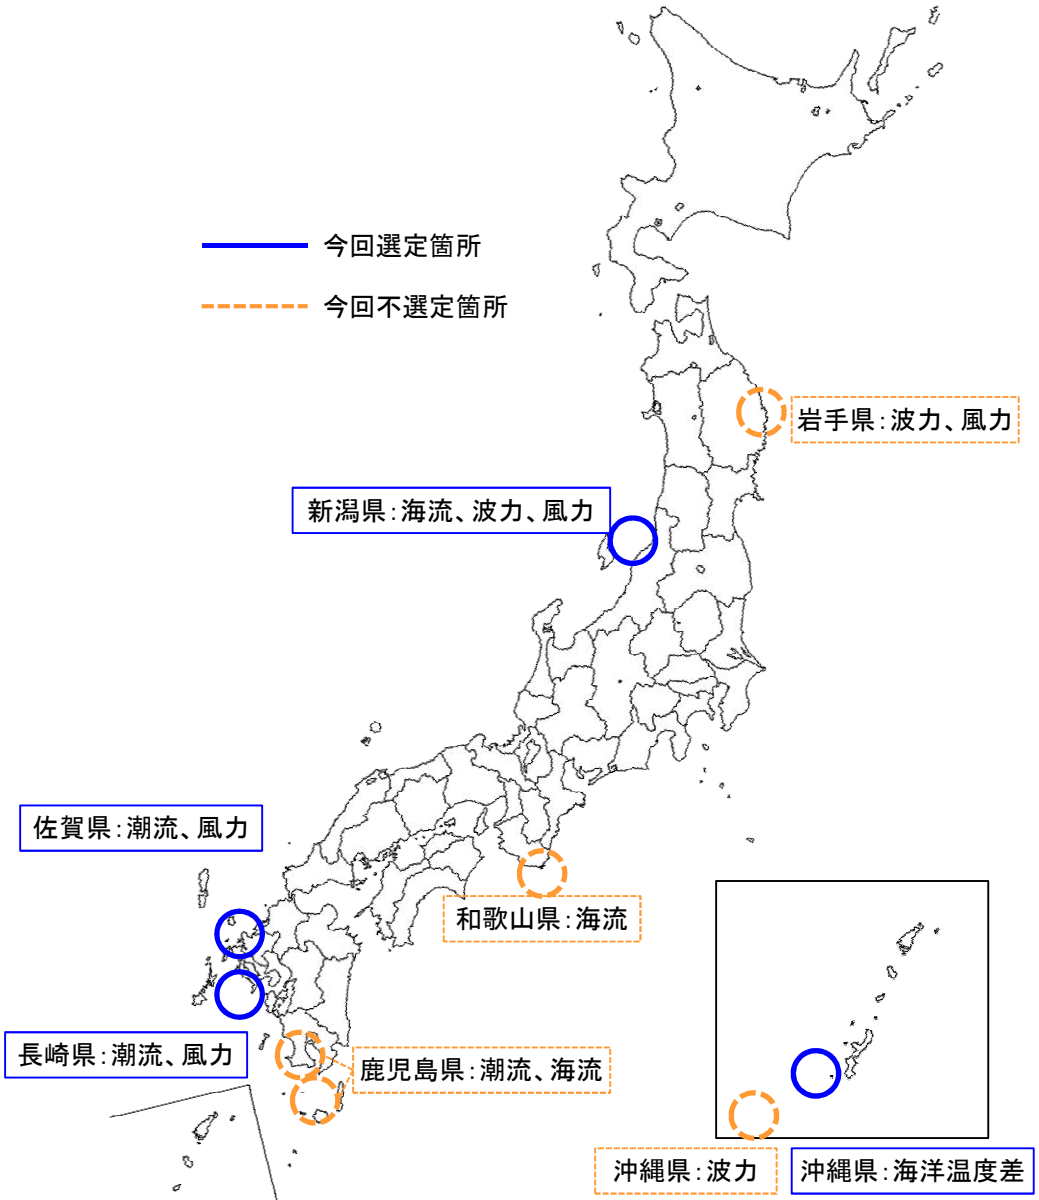 今回選定箇所
今回不選定箇所
岩手県：波力、風力
新潟県：海流、波力、風力
佐賀県：潮流、風力
和歌山県：海流
長崎県：潮流、風力
鹿児島県：潮流、海流
沖縄県：波力
沖縄県：海洋温度差